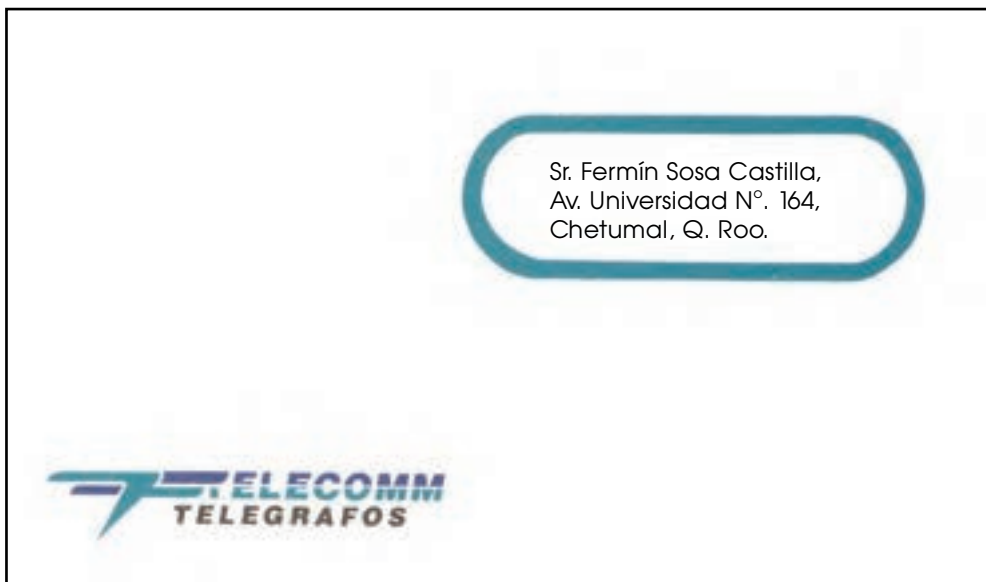 Sr. Fermín Sosa Castilla,
Av. Universidad N°. 164,
Chetumal, Q. Roo.
TELECOMM
TELEGRAFOS